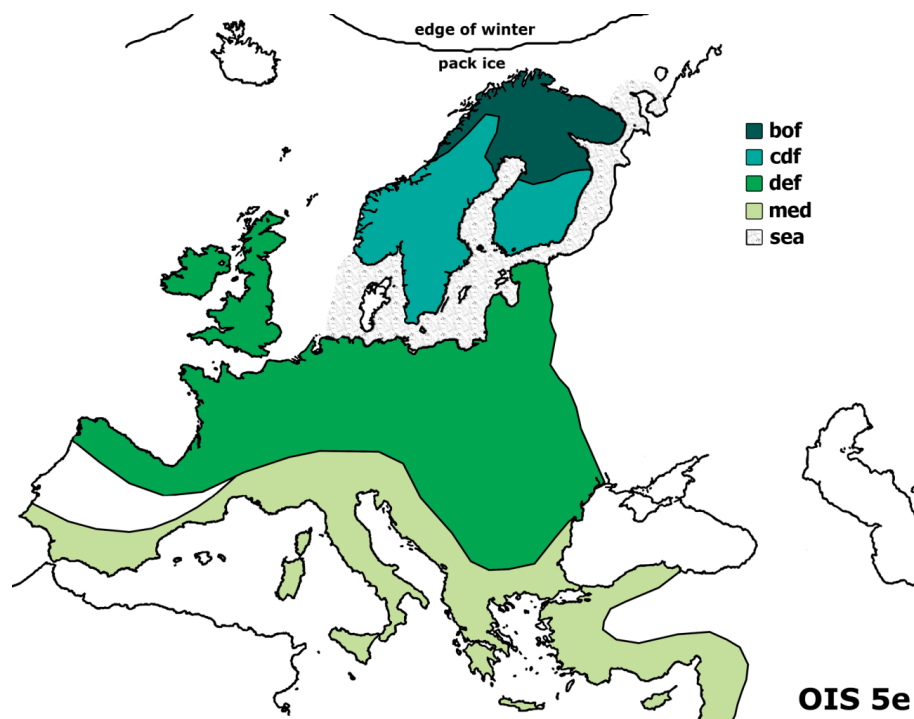 edge of winter
pack ice
bof
cdf
def
med
sea
OIS 5e